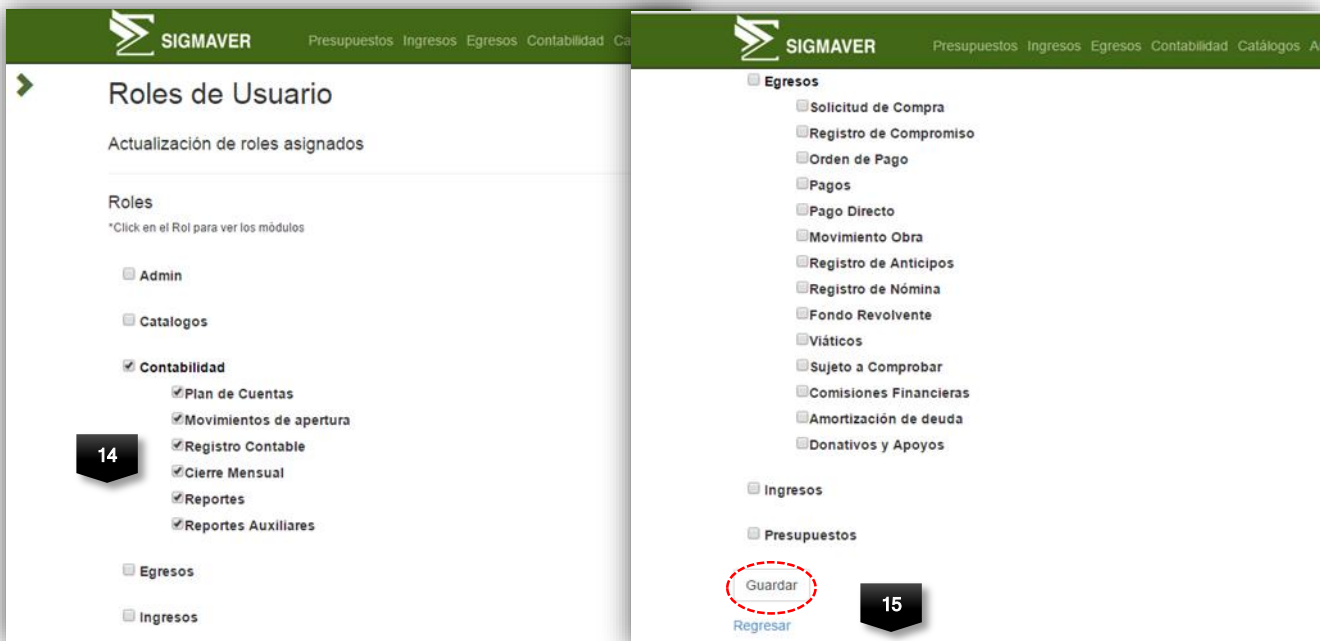 SIGMAVER
Presupuestos Ingresos Egresos Contabilidad
Roles de Usuario
Actualización de roles asignados
Roles
*Click en el Rol para ver los módulos
Admin
Catalogos
Contabilidad
Plan de Cuentas
Movimientos de apertura
Registro Contable
Cierre Mensual
Reportes
Reportes Auxiliares
14
Egresos
Ingresos
SIGMAVER
Presupuestos Ingresos Egresos Contabilidad Catálogos
Egresos
Solicitud de Compra
Registro de Compromiso
Orden de Pago
Pagos
Pago Directo
Movimiento Obra
Registro de Anticipos
Registro de Nómina
Fondo Revolvente
Viáticos
Sujeto a Comprobar
Comisiones Financieras
Amortización de deuda
Donativos y Apoyos
Ingresos
Presupuestos
Guardar
15
Regresar